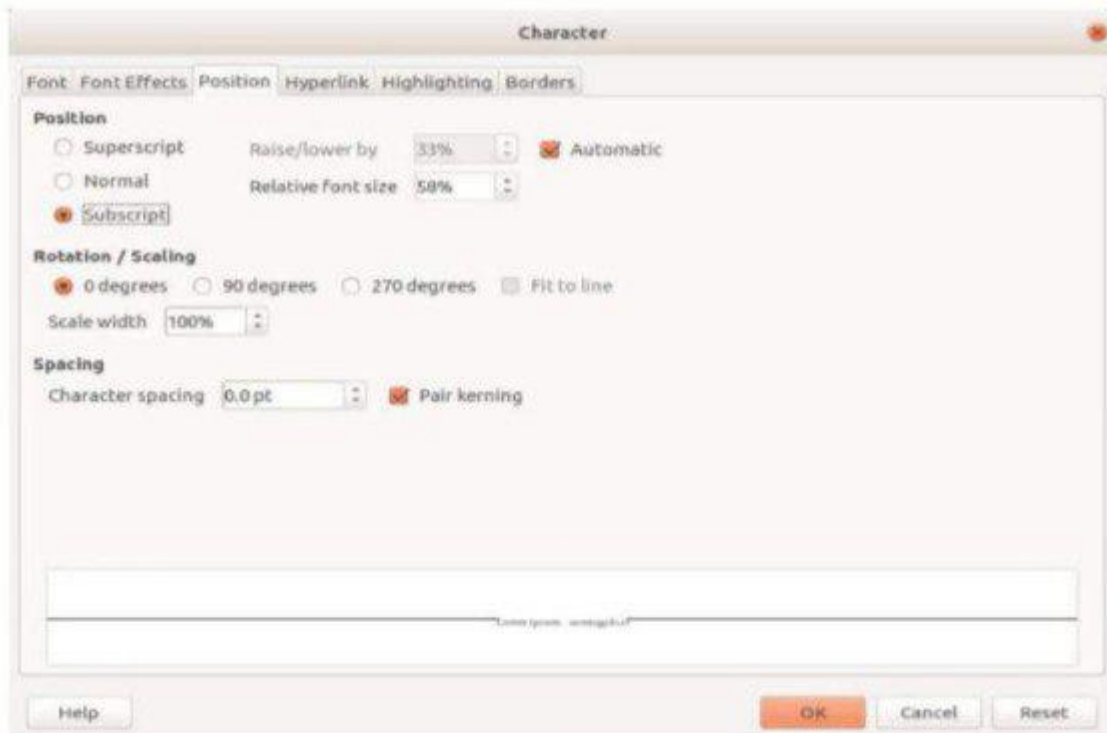 Character
Font Font Effects Position Hyperlink Highlighting Borders
Position
Superscript Raise/lower by 33% Automatic
Normal Relative font size 58%
Subscript
Rotation / Scaling
0 degrees 90 degrees 270 degrees Fit to line
Scale width 100%
Spacing
Character spacing 0.0 pt Pair kerning
Help OK Cancel Reset